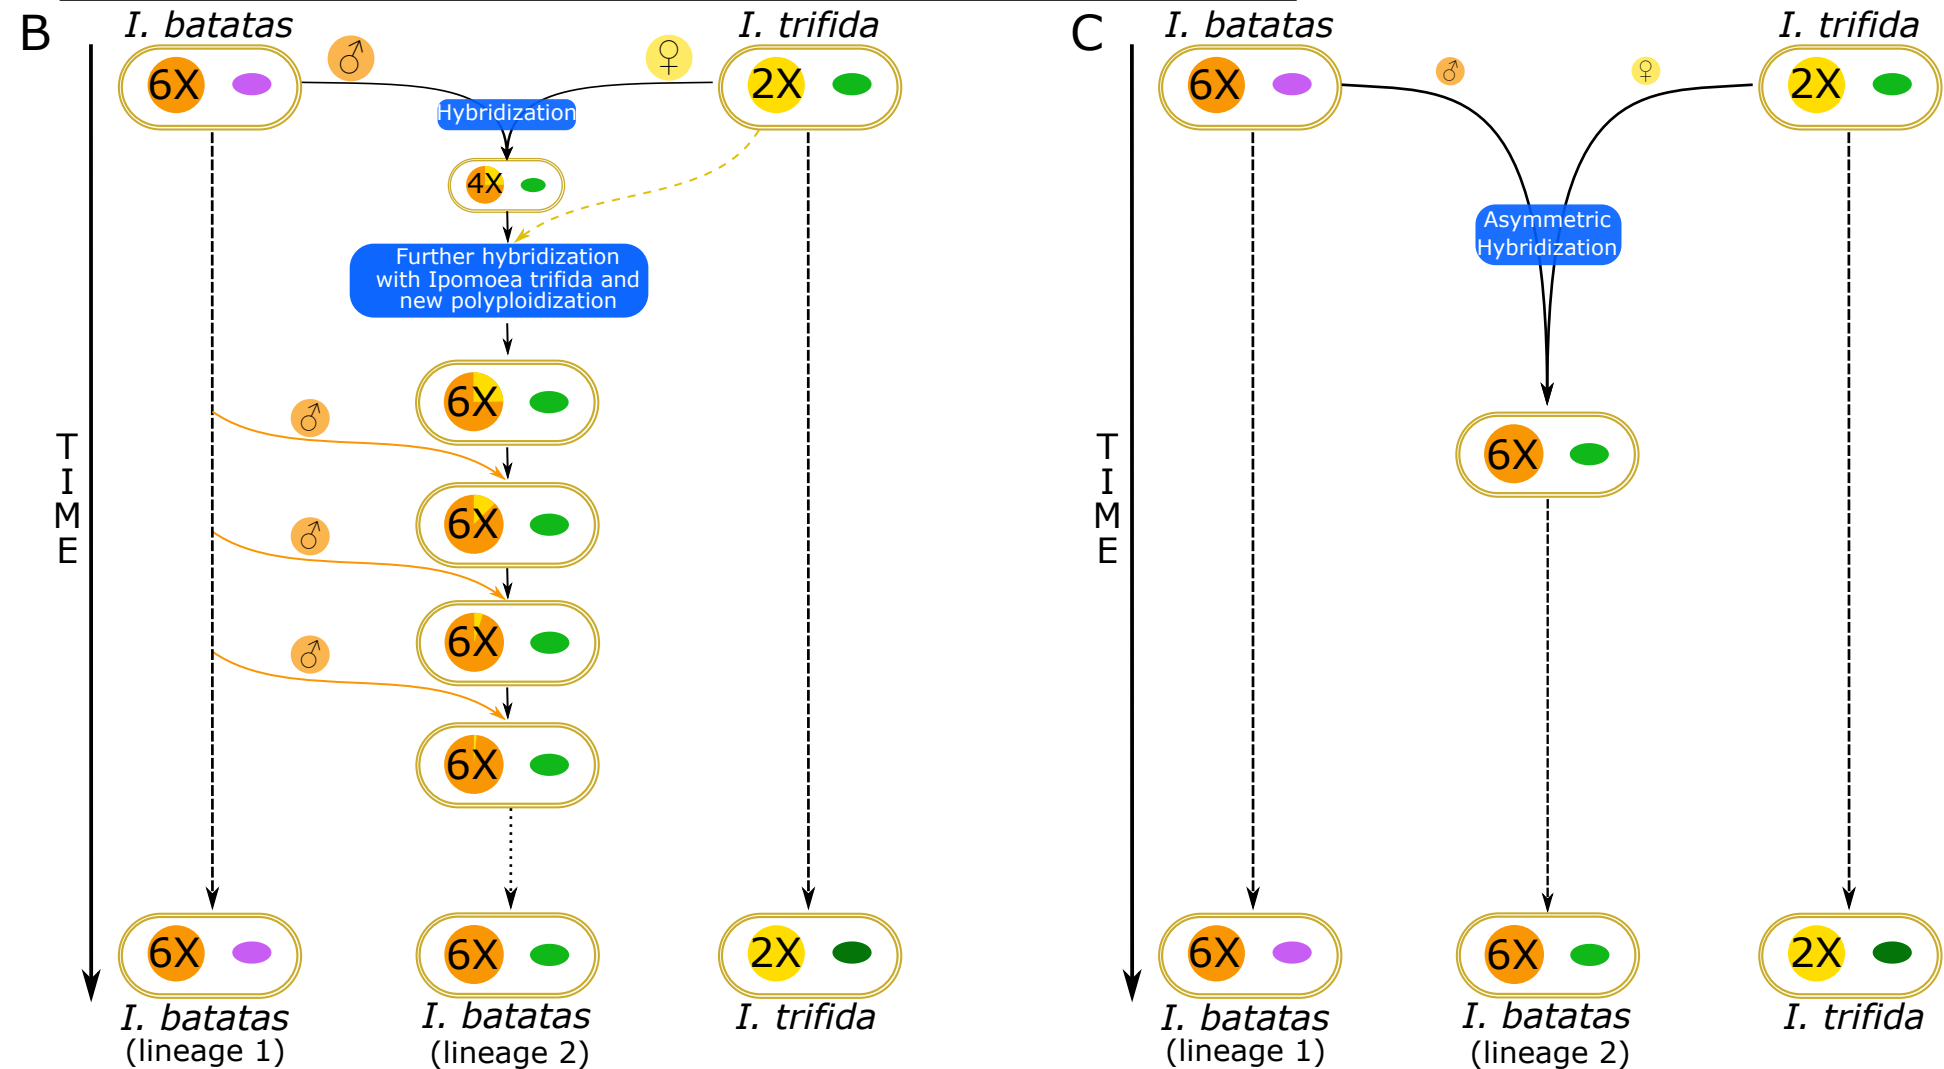 B
I. batatas
♂
♀
I. trifida
6X
2X
Hybridization
4X
Further hybridization
with Ipomoea trifida and
new polyploidization
6X
♂
6X
♂
6X
♂
6X
T
I
M
E
6X
6X
2X
I. batatas
(lineage 1)
I. batatas
(lineage 2)
I. trifida
C
I. batatas
♂
♀
I. trifida
6X
2X
Asymmetric
Hybridization
6X
T
I
M
E
6X
6X
2X
I. batatas
(lineage 1)
I. batatas
(lineage 2)
I. trifida